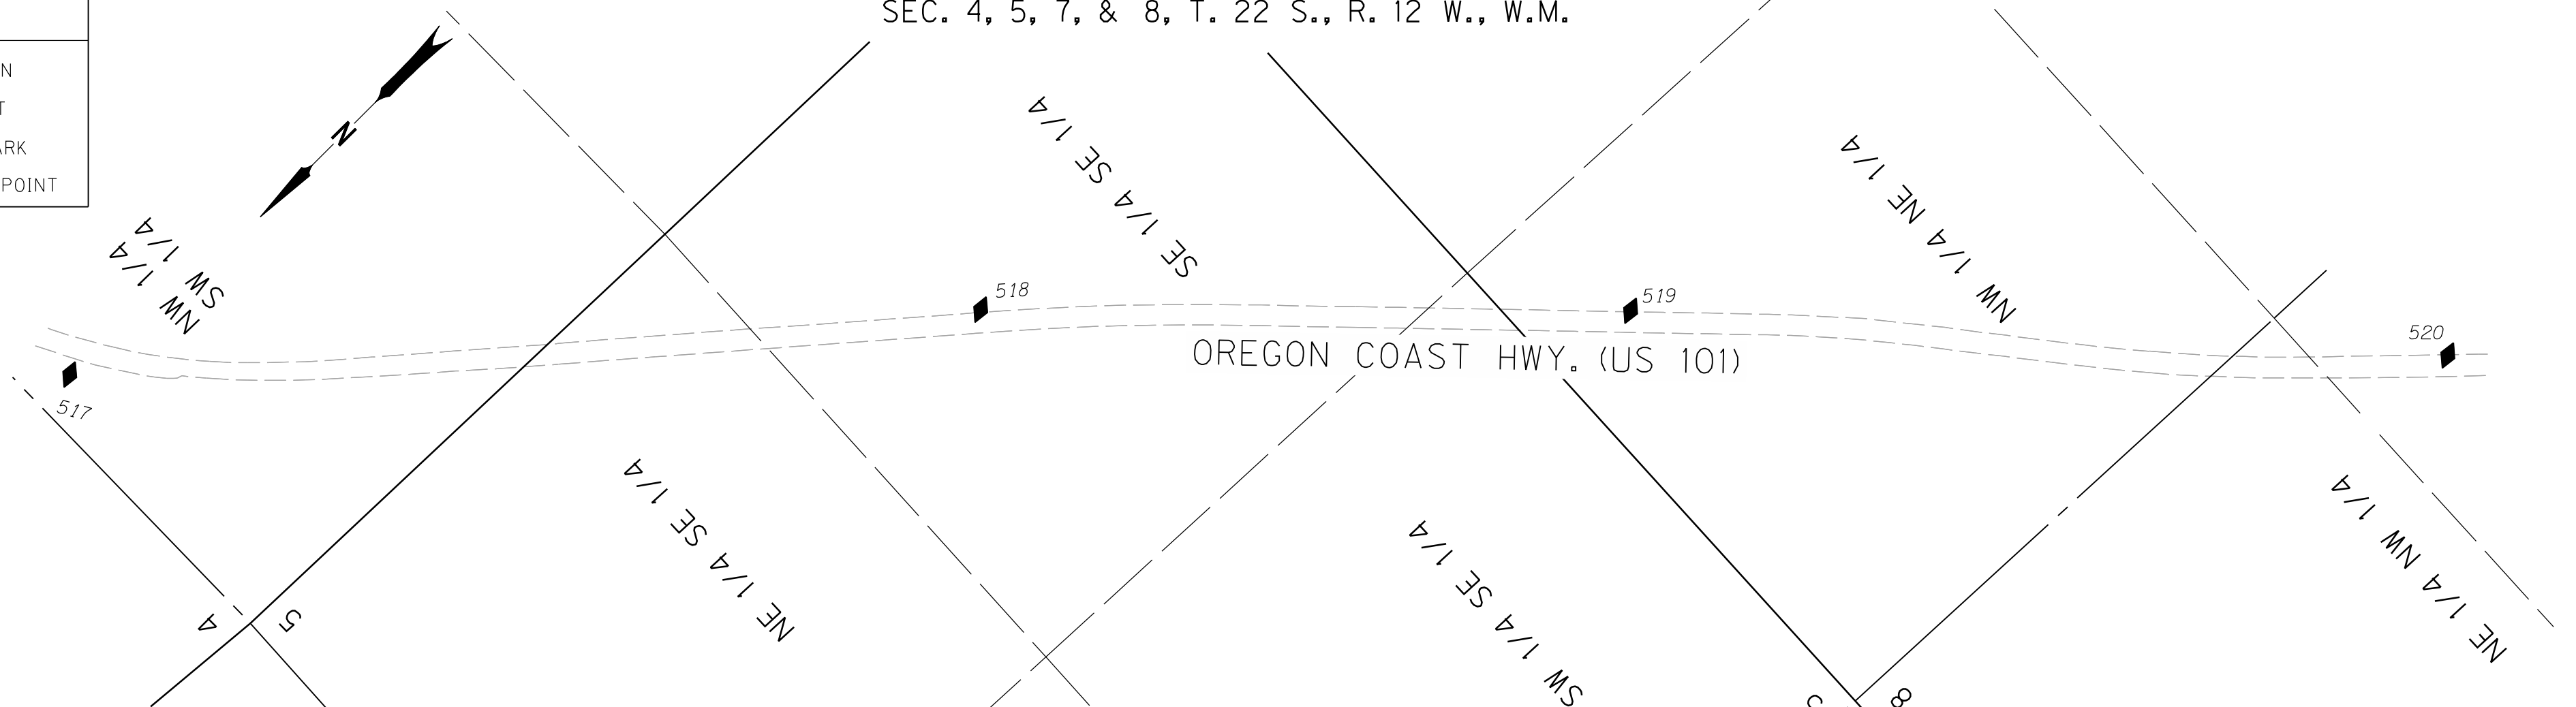 SEC. 4, 5, 7, & 8, T. 22 S., R. 12 W., W.M.
N
T
ARK
POINT
N
SW 1/4
NW 1/4
SE 1/4 SE 1/4
NW 1/4 NE 1/4
518
519
520
OREGON COAST HWY. (US 101)
517
NE 1/4 SE 1/4
SW 1/4 SE 1/4
NE 1/4 NW 1/4
4
5
8